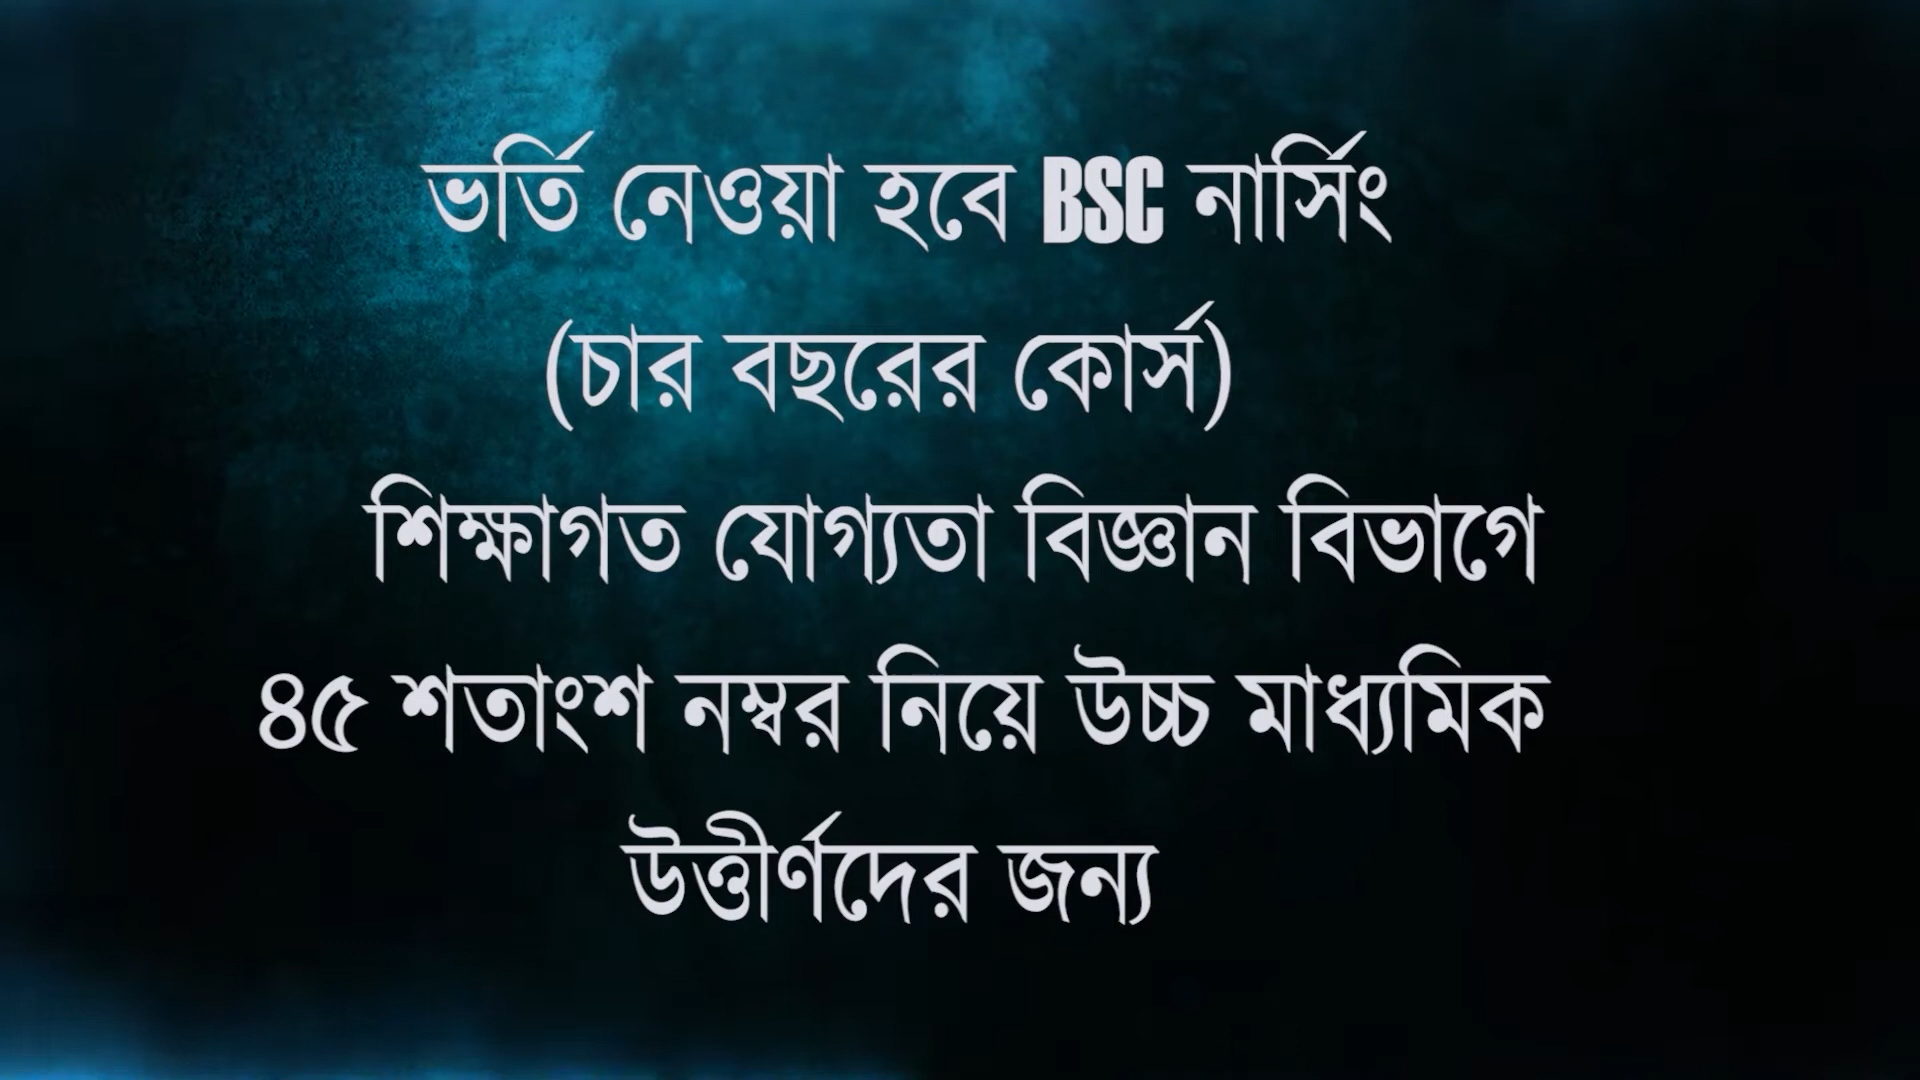 ভর্তি নেওয়া হবে BSC নার্সিং
(চার বছরের কোর্স)
শিক্ষাগত যোগ্যতা বিজ্ঞান বিভাগে
৪৫ শতাংশ নম্বর নিয়ে উচ্চ মাধ্যমিক
উত্তীর্ণদের জন্য